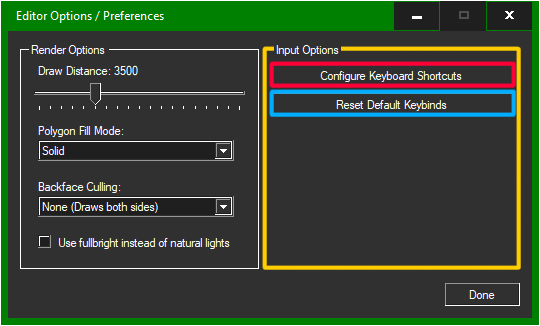 Editor Options / Preferences
Render Options
Draw Distance: 3500
Polygon Fill Mode:
Solid
Backface Culling:
None (Draws both sides)
Use fullbright instead of natural lights
Input Options
Configure Keyboard Shortcuts
Reset Default Keybinds
Done